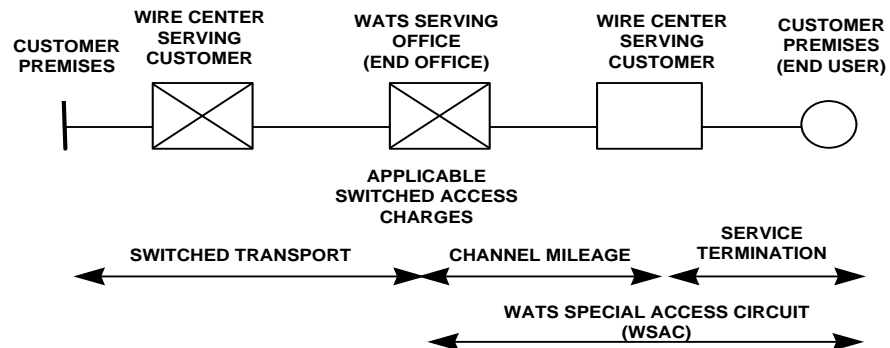 CUSTOMER
PREMISES
WIRE CENTER
SERVING
CUSTOMER
WATS SERVING
OFFICE
(END OFFICE)
WIRE CENTER
SERVING
CUSTOMER
CUSTOMER
PREMISES
(END USER)
APPLICABLE
SWITCHED ACCESS
CHARGES
SWITCHED TRANSPORT
CHANNEL MILEAGE
SERVICE
TERMINATION
WATS SPECIAL ACCESS CIRCUIT
(WSAC)